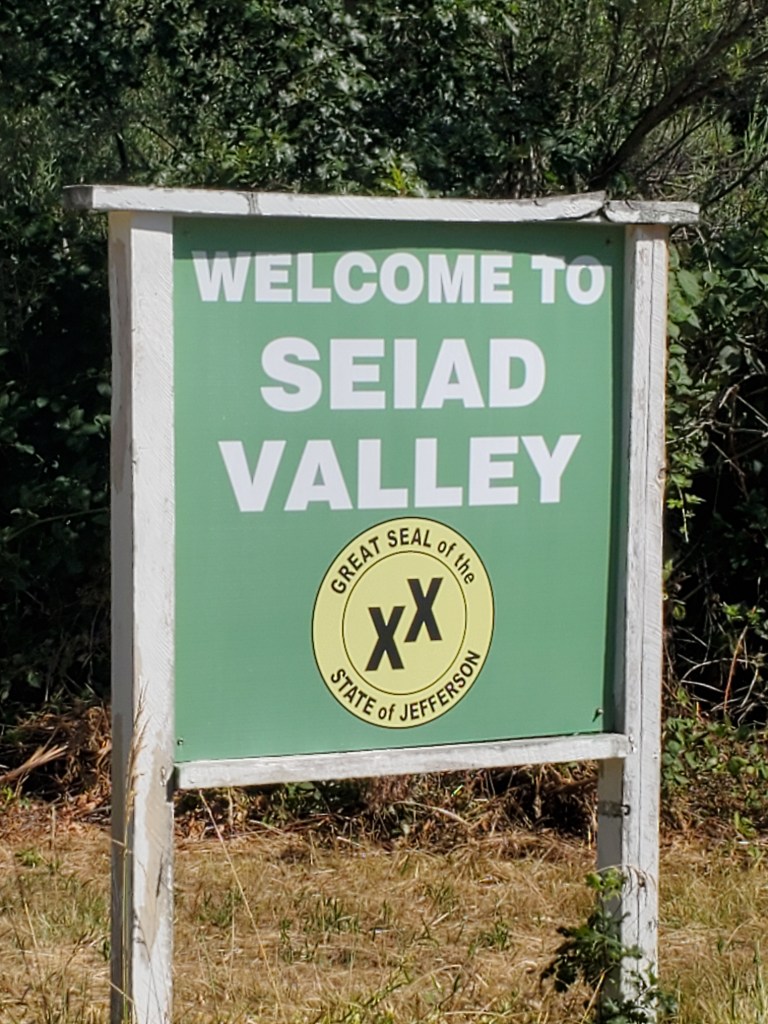 WELCOME TO
SEIAD
VALLEY
GREAT SEAL of the
XX
STATE of JEFFERSON